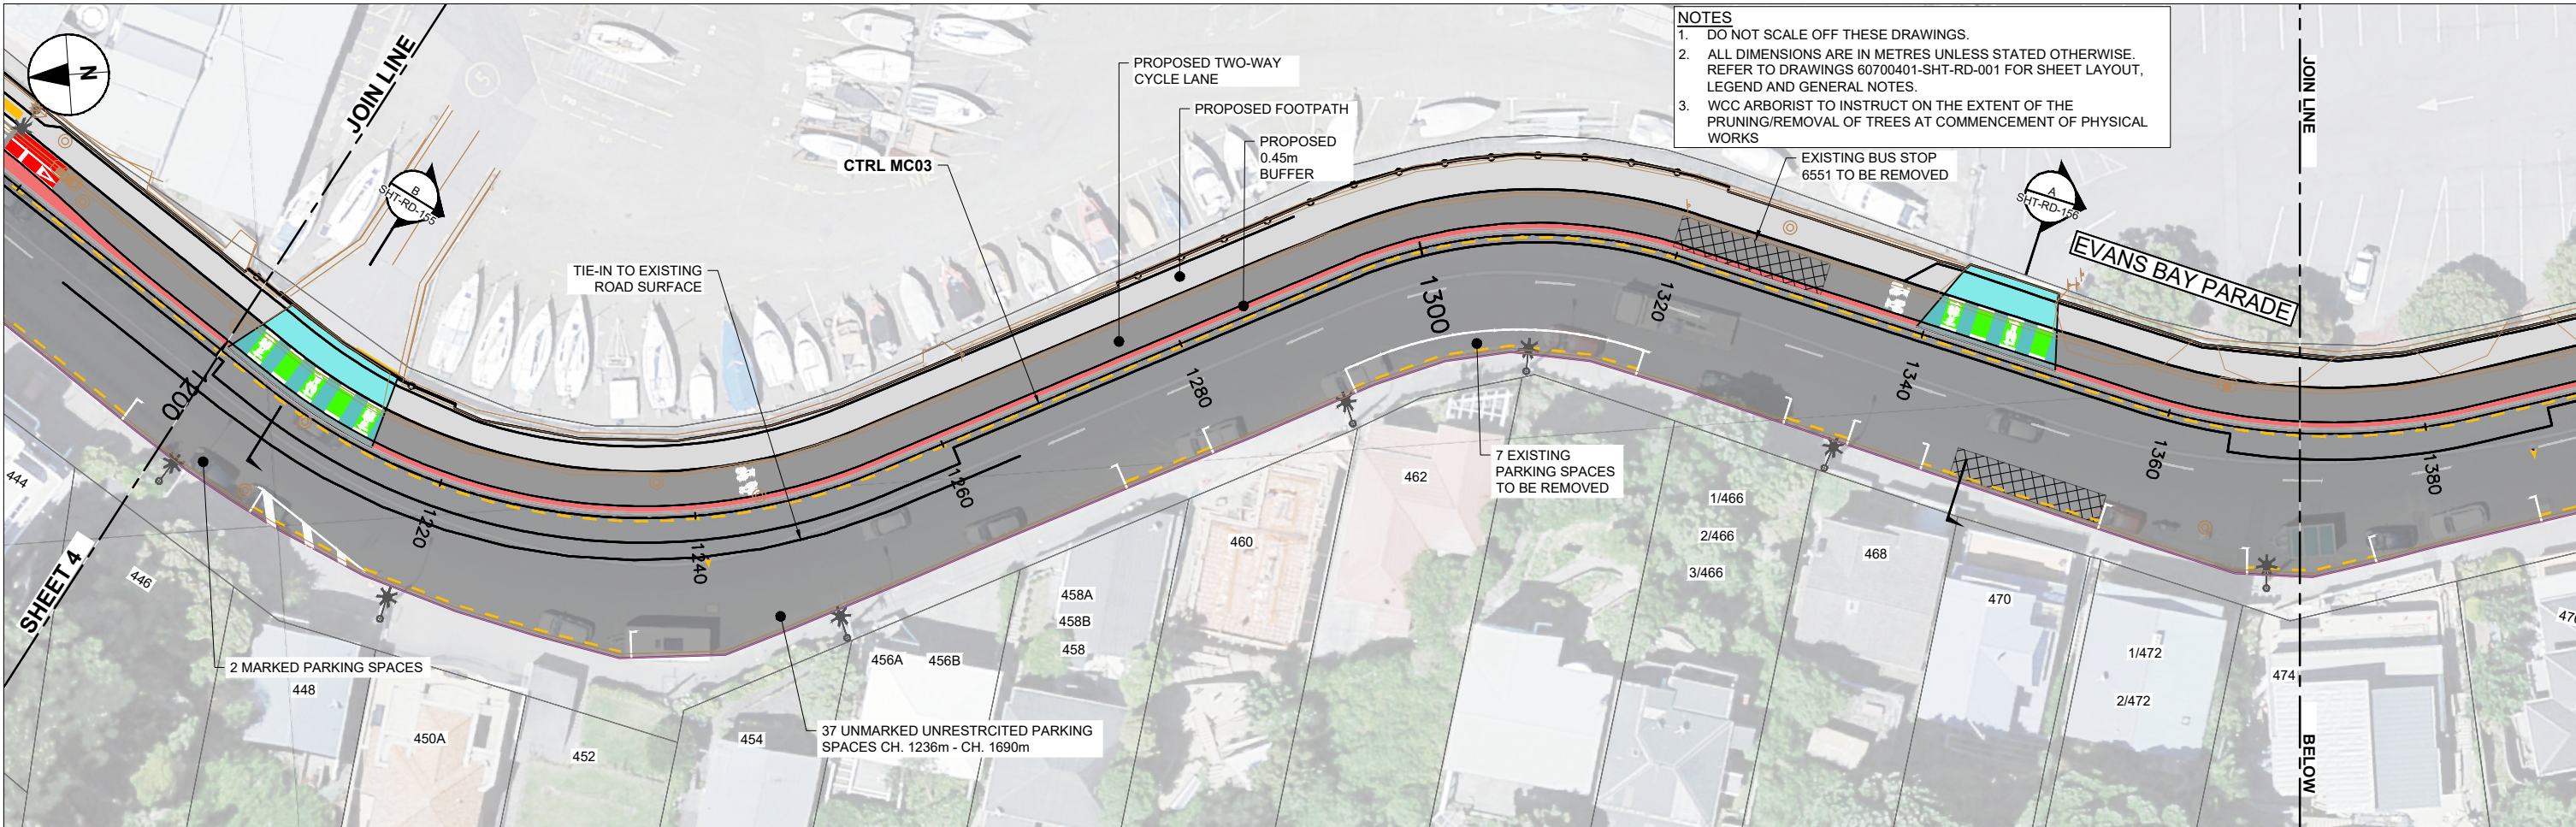 NOTES
1. DO NOT SCALE OFF THESE DRAWINGS.
2. ALL DIMENSIONS ARE IN METRES UNLESS STATED OTHERWISE.
REFER TO DRAWINGS 60700401-SHT-RD-001 FOR SHEET LAYOUT,
LEGEND AND GENERAL NOTES.
3. WCC ARBORIST TO INSTRUCT ON THE EXTENT OF THE
PRUNING/REMOVAL OF TREES AT COMMENCEMENT OF PHYSICAL
WORKS
N
JOIN LINE
SHEET 4
B
SHT-RD-155
PROPOSED TWO-WAY
CYCLE LANE
PROPOSED FOOTPATH
PROPOSED
0.45m
BUFFER
CTRL MC03
TIE-IN TO EXISTING
ROAD SURFACE
EXISTING BUS STOP
6551 TO BE REMOVED
A
SHT-RD-156
EVANS BAY PARADE
JOIN LINE
BELOW
1200
1220
1240
1260
1280
1300
1320
1340
1360
1380
7 EXISTING
PARKING SPACES
TO BE REMOVED
2 MARKED PARKING SPACES
37 UNMARKED UNRESTRCITED PARKING
SPACES CH. 1236m - CH. 1690m
444
446
448
450A
452
454
456A
456B
458A
458B
458
460
462
1/466
2/466
3/466
468
470
1/472
2/472
474